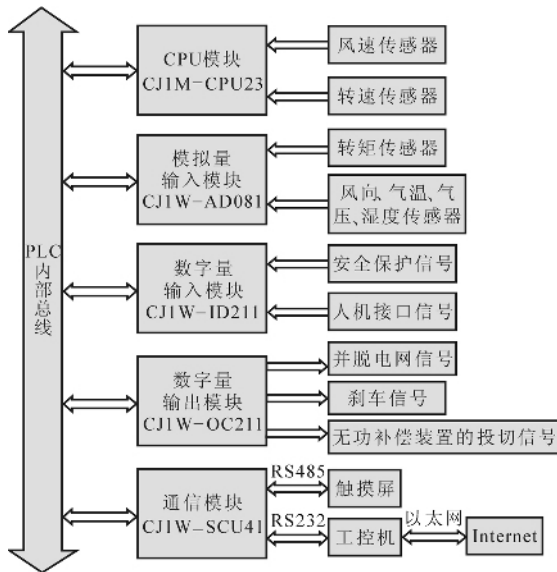 PLC
内
部
总
线
CPU模块
CJ1M-CPU23
风速传感器
转速传感器
模拟量
输入模块
CJ1W-AD081
转矩传感器
风向、气温、气
压、湿度传感器
数字量
输入模块
CJ1W-ID211
安全保护信号
人机接口信号
数字量
输出模块
CJ1W-OC211
并脱电网信号
刹车信号
无功补偿装置的投切信号
通信模块
CJ1W-SCU41
RS485
触摸屏
RS232
工控机
以太网
Internet